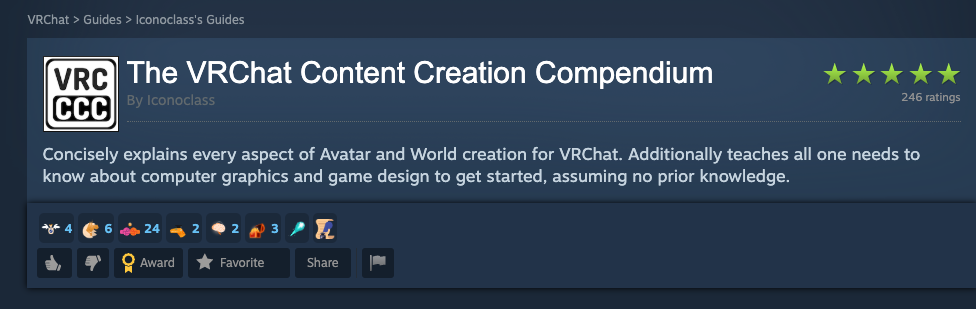 VRChat > Guides > Iconoclass's Guides
VRC
CCC
The VRChat Content Creation Compendium
By Iconoclass
246 ratings
Concisely explains every aspect of Avatar and World creation for VRChat. Additionally teaches all one needs to
know about computer graphics and game design to get started, assuming no prior knowledge.
4 6 24 2 2 3
Award Favorite Share